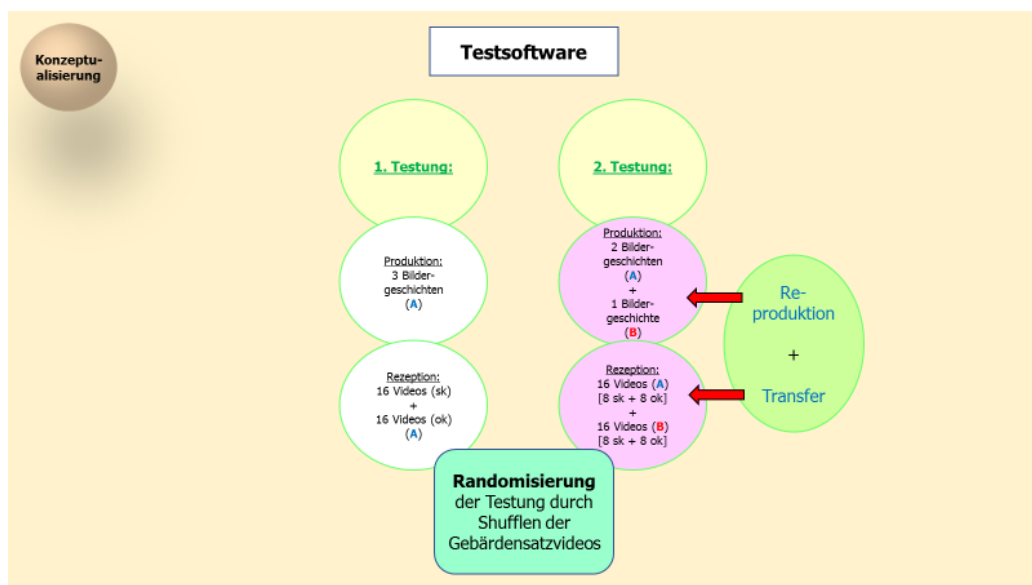 Konzeptu-
alisierung
Testsoftware
1. Testung:
2. Testung:
Produktion:
3 Bilder-
geschichten
(A)
Produktion:
2 Bilder-
geschichten
(A)
+
1 Bilder-
geschichte
(B)
Re-
produktion
+
Transfer
Rezeption:
16 Videos (sk)
+
16 Videos (ok)
(A)
Rezeption:
16 Videos (A)
[8 sk + 8 ok]
+
16 Videos (B)
[8 sk + 8 ok]
Randomisierung
der Testung durch
Shufflen der
Gebärdensatzvideos